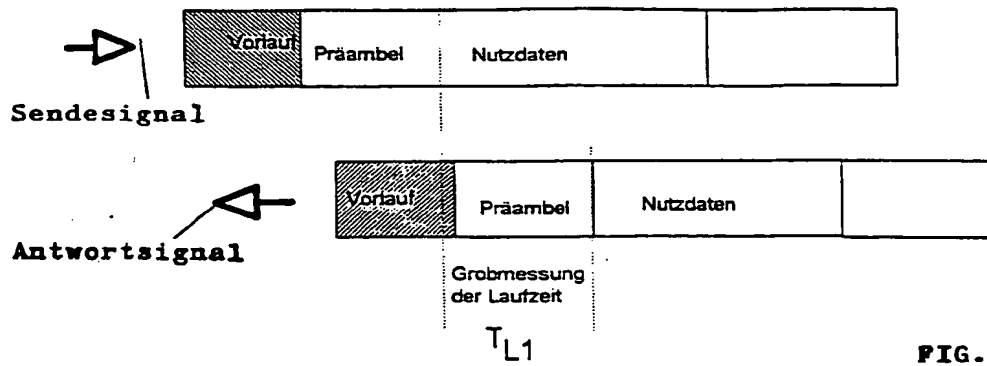 Vorlauf Präambel Nutzdaten
Sendesignal
Vorlauf Präambel Nutzdaten
Antwortsignal
Grobmessung
der Laufzeit
TL1
FIG.